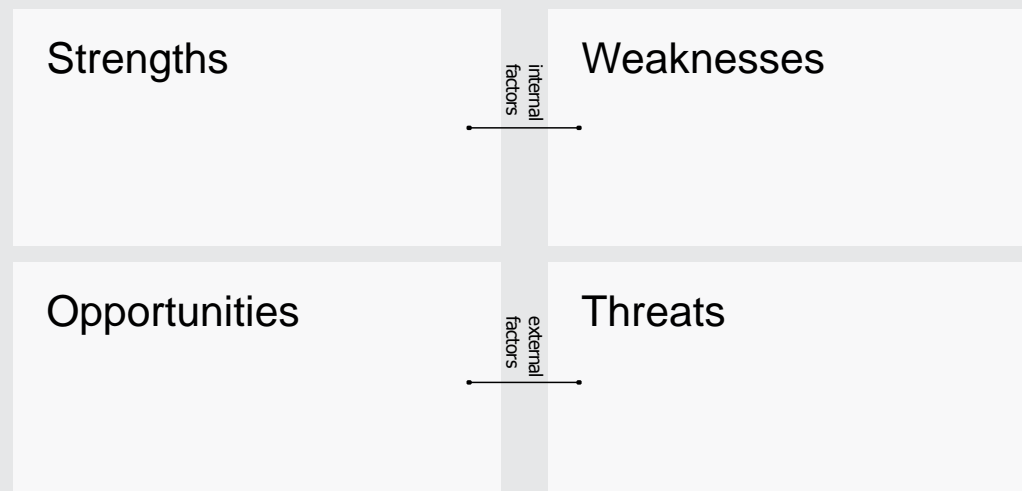 Strengths
internal
factors
Weaknesses
Opportunities
external
factors
Threats